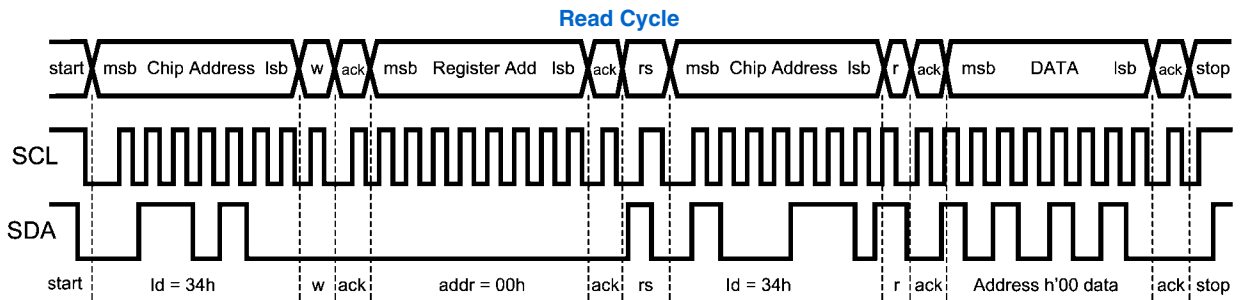 Read Cycle
start msb Chip Address lsb w ack msb Register Add lsb ack rs msb Chip Address lsb r ack msb DATA lsb ack stop
SCL
SDA
start Id = 34h w ack addr = 00h ack rs Id = 34h r ack Address h'00 data ack stop